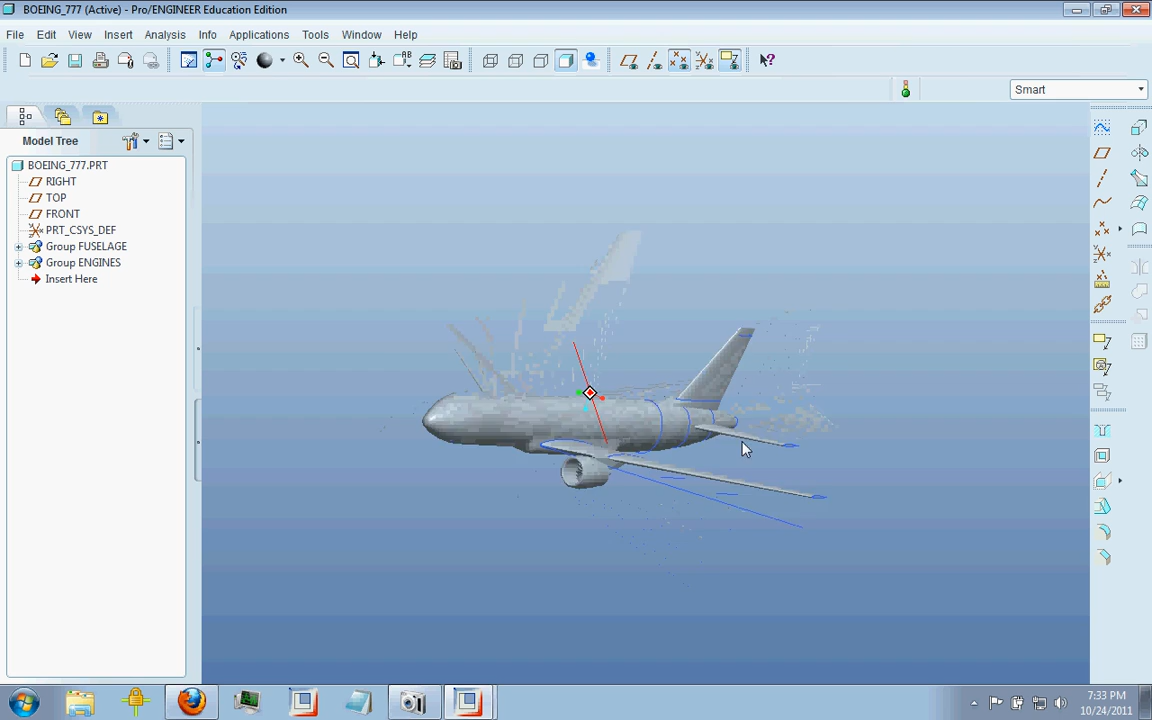 BOEING_777 (Active) - Pro/ENGINEER Education Edition
File Edit View Insert Analysis Info Applications Tools Window Help
Smart
Model Tree
BOEING_777.PRT
RIGHT
TOP
FRONT
PRT_CSYS_DEF
Group FUSELAGE
Group ENGINES
Insert Here
7:33 PM
10/24/2011